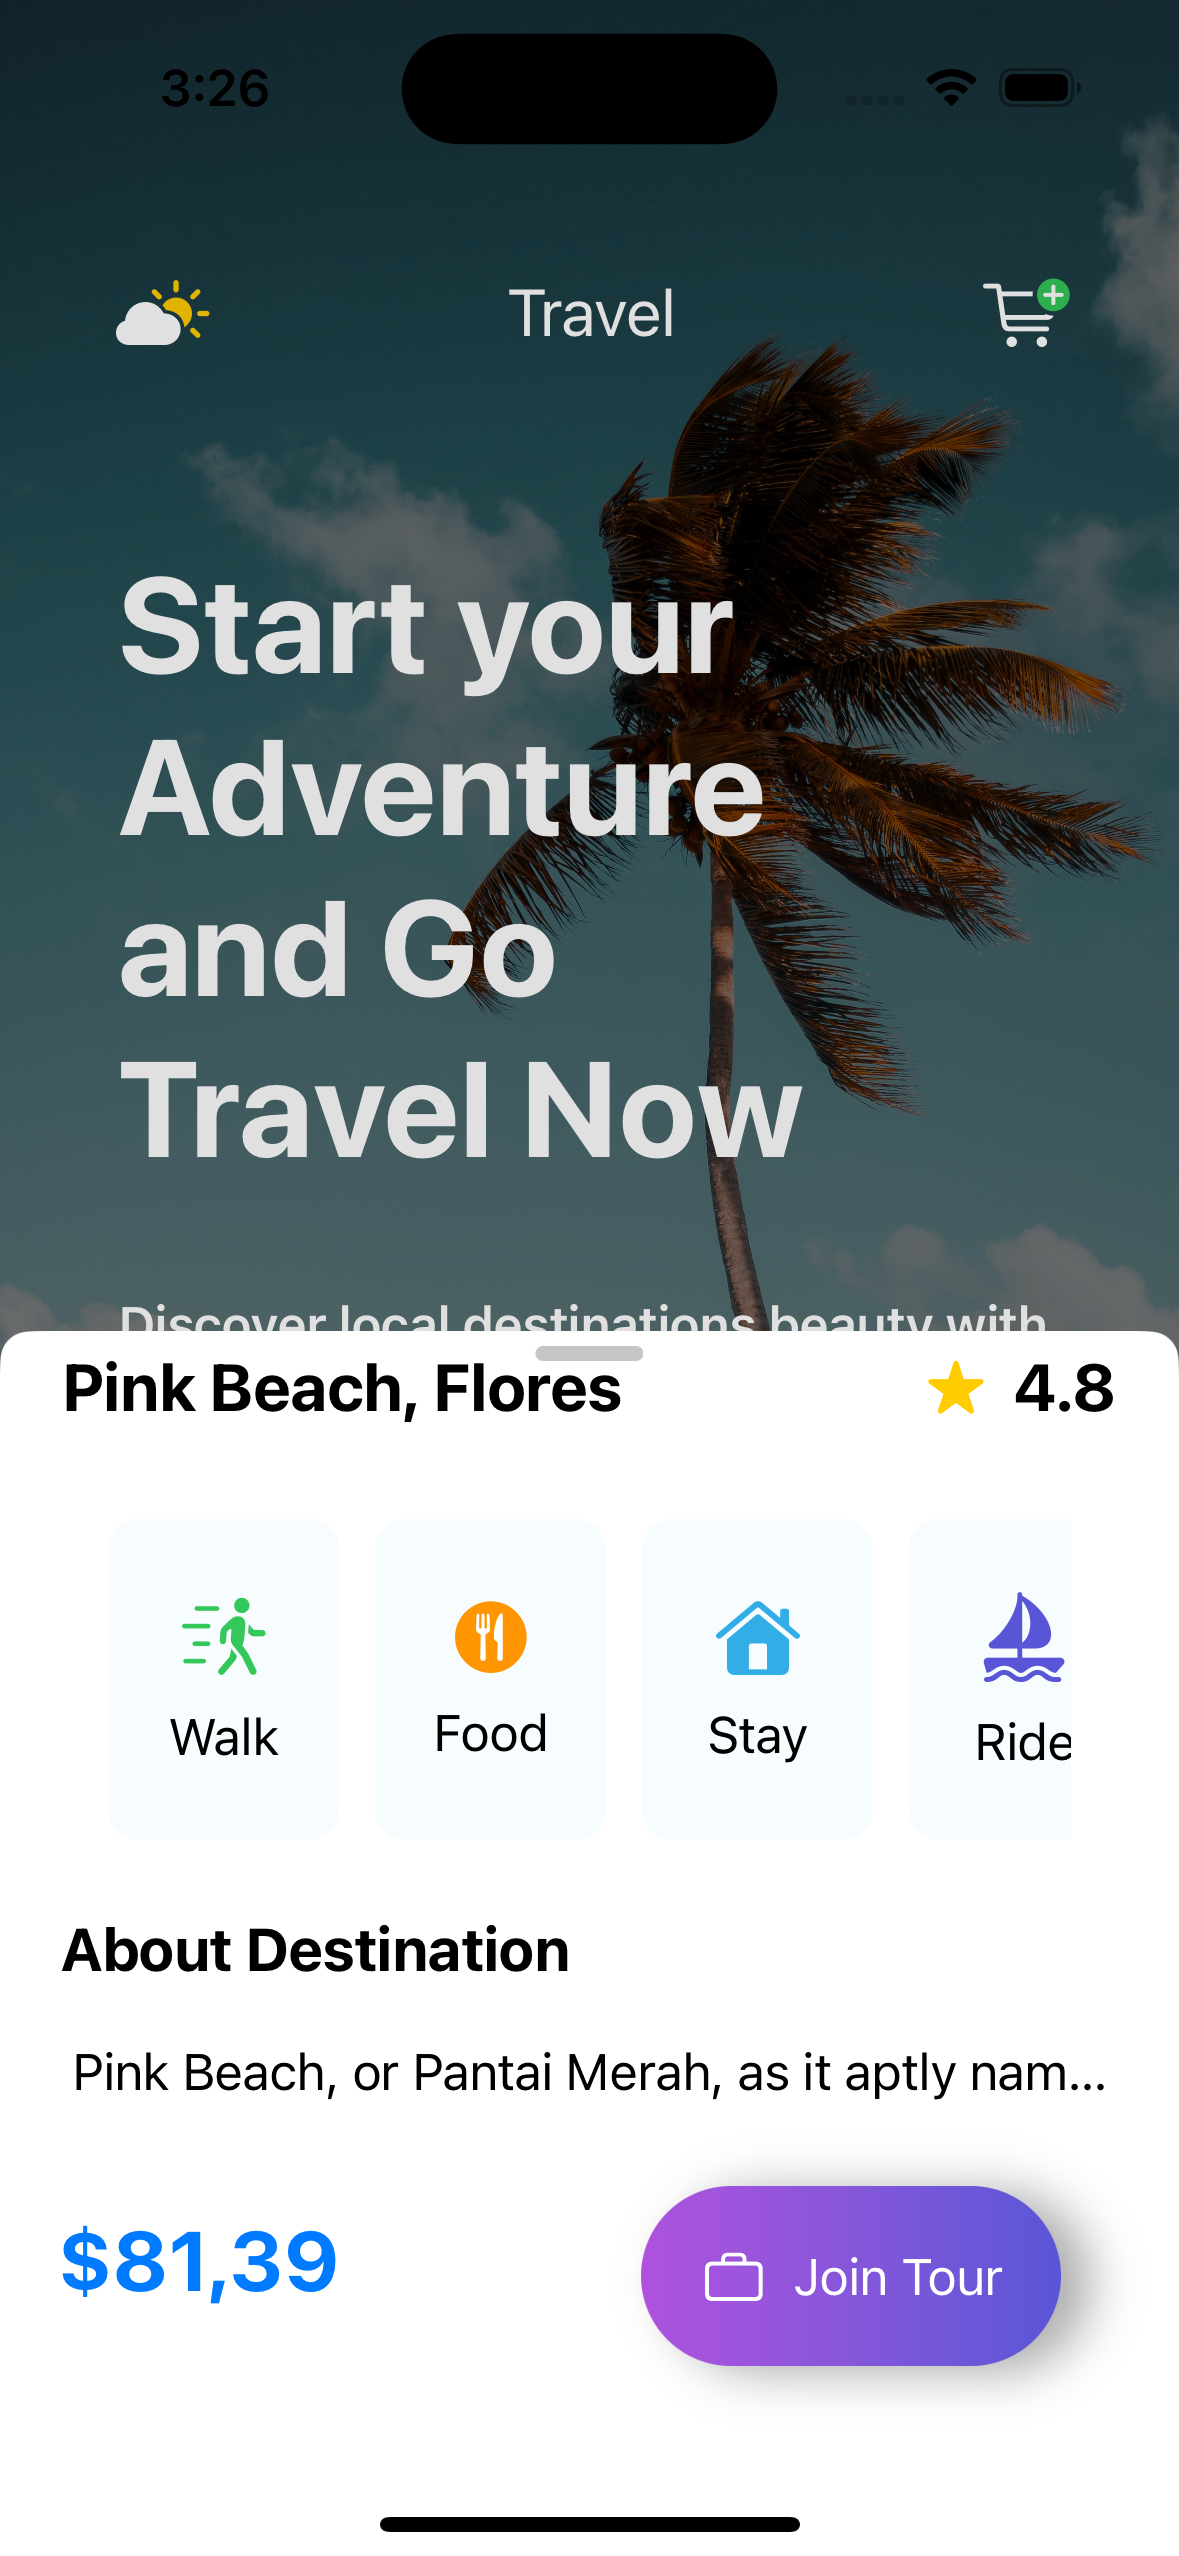 3:26
Travel
Start your
Adventure
and Go
Travel Now
Discover local destinations beauty with
Pink Beach, Flores
4.8
Walk
Food
Stay
Ride
About Destination
Pink Beach, or Pantai Merah, as it aptly nam...
$81,39
Join Tour